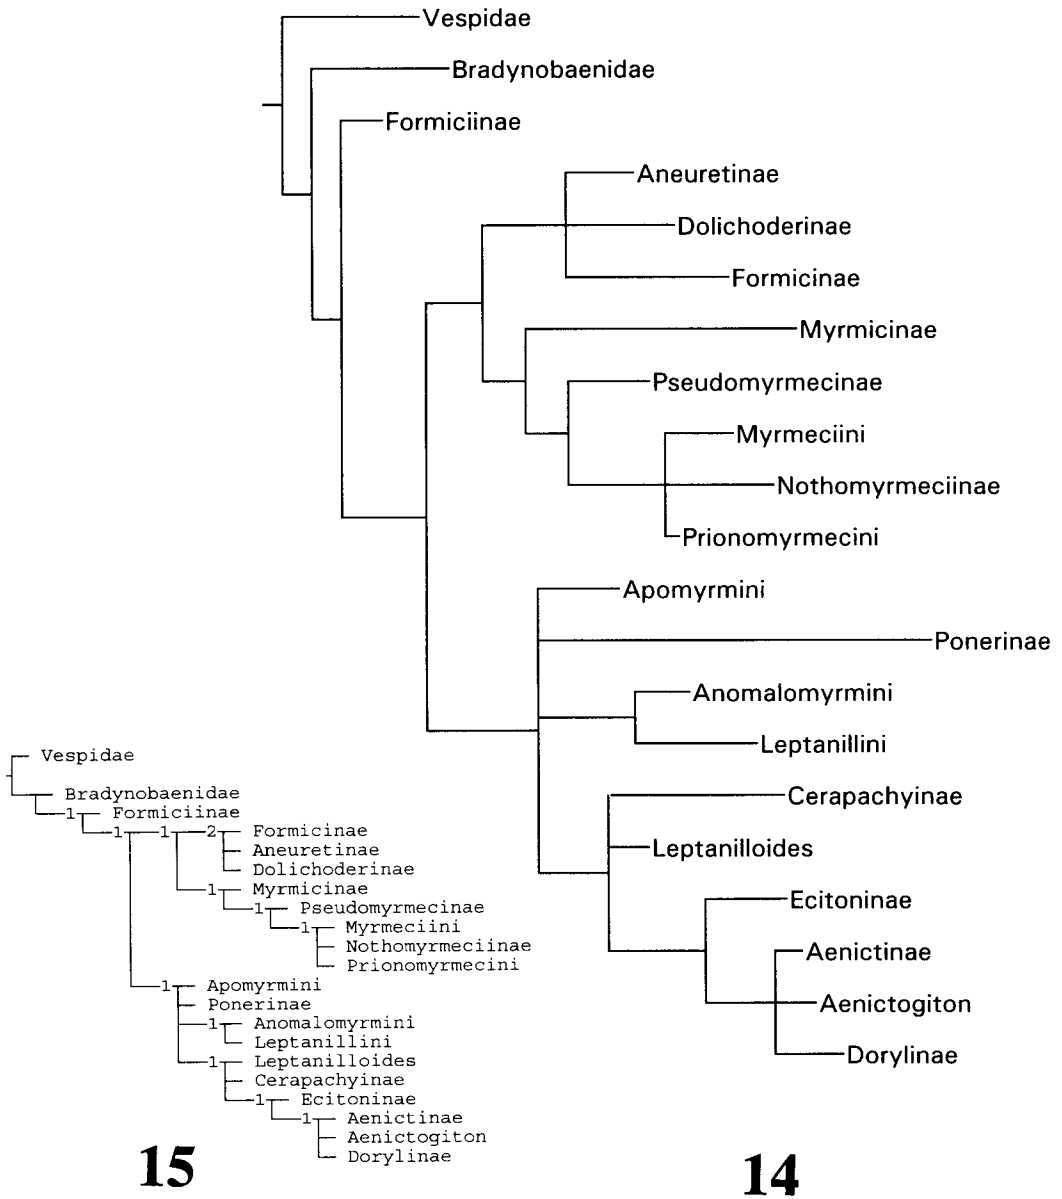 Vespidae
Bradynobaenidae
Formiciinae
Aneuretinae
Dolichoderinae
Formicinae
Myrmicinae
Pseudomyrmecinae
Myrmeciini
Nothomyrmeciinae
Prionomyrmecini
Apomyrmini
Ponerinae
Anomalomyrmini
Leptanillini
Cerapachyinae
Leptanilloides
Ecitoninae
Aenictinae
Aenictogiton
Dorylinae
14
Vespidae
Bradynobaenidae
1 Formiciinae
1 1 2 Formicinae
Aneuretinae
Dolichoderinae
1 Myrmicinae
1 Pseudomyrmecinae
1 Myrmeciini
Nothomyrmeciinae
Prionomyrmecini
1 Apomyrmini
Ponerinae
1 Anomalomyrmini
Leptanillini
1 Leptanilloides
Cerapachyinae
1 Ecitoninae
1 Aenictinae
Aenictogiton
Dorylinae
15